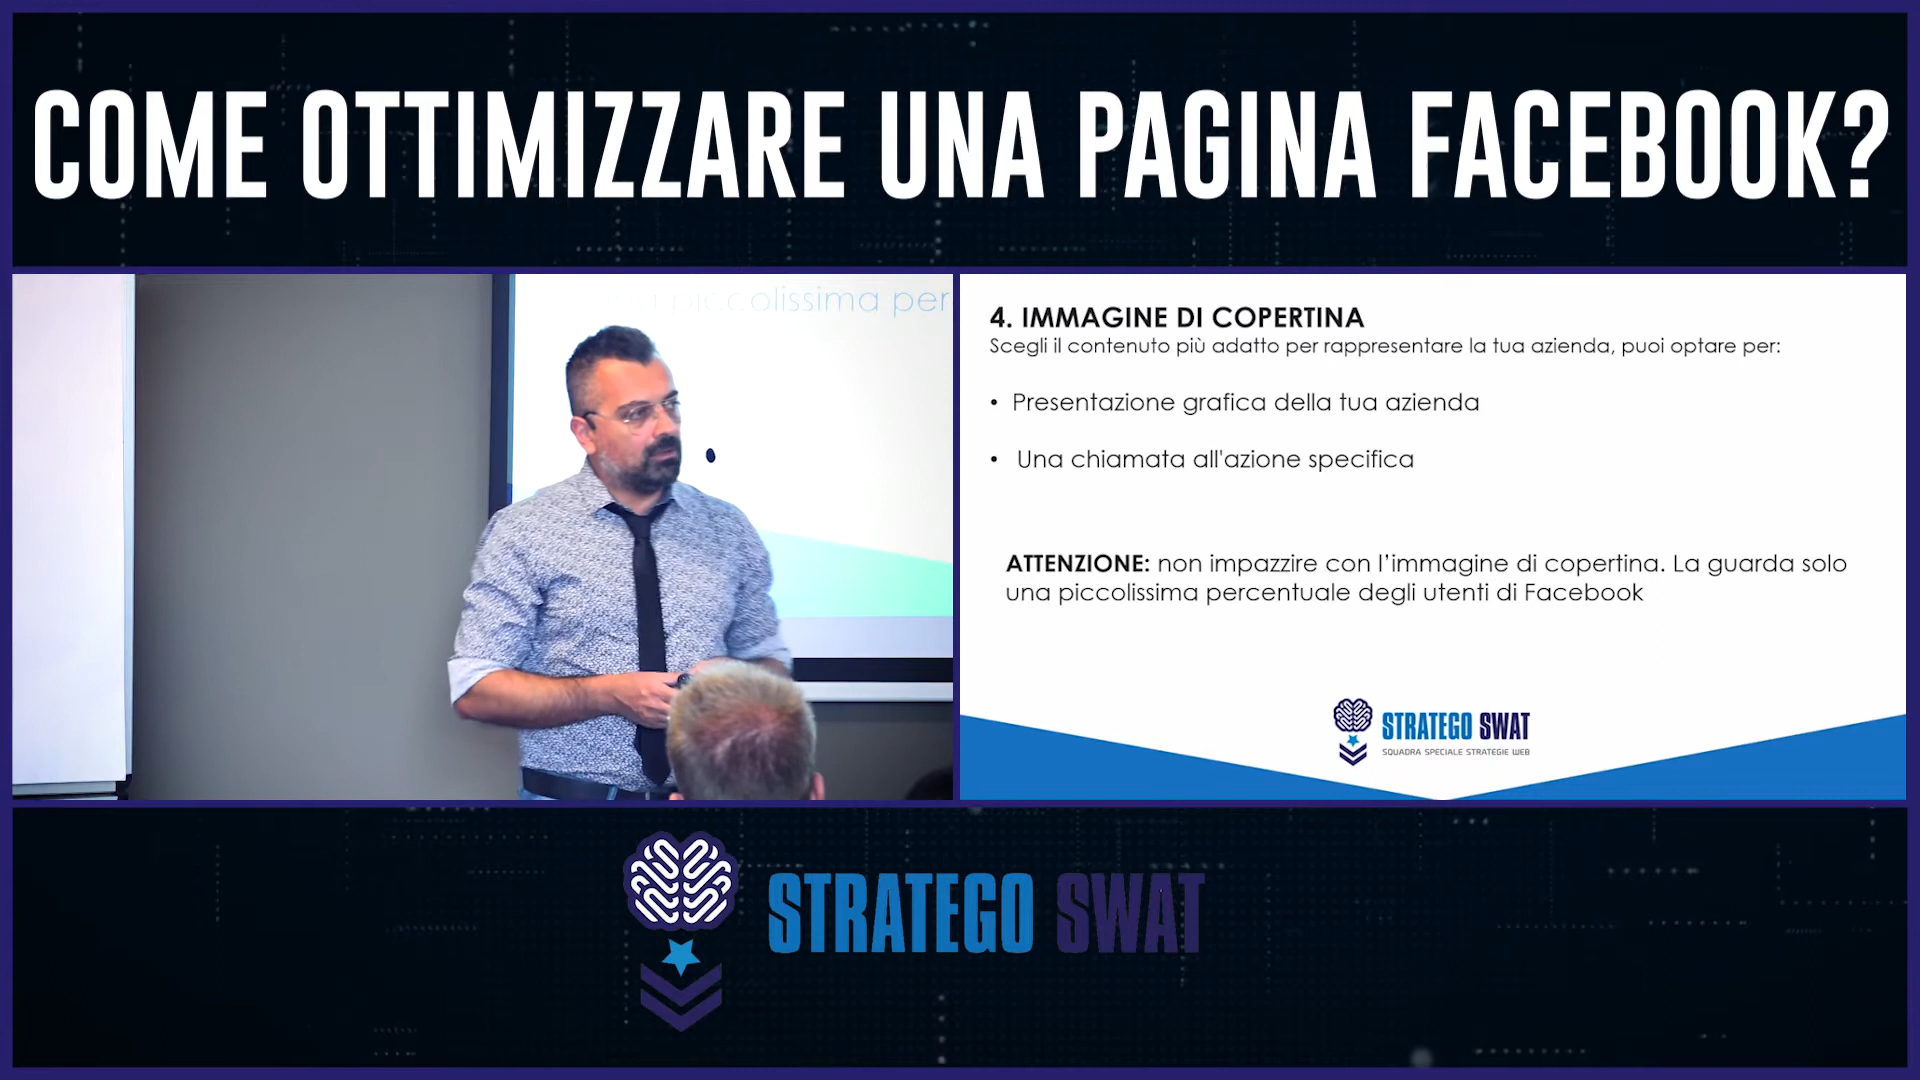 COME OTTIMIZZARE UNA PAGINA FACEBOOK?
piccolissima per
4. IMMAGINE DI COPERTINA
Scegli il contenuto più adatto per rappresentare la tua azienda, puoi optare per:
• Presentazione grafica della tua azienda
• Una chiamata all'azione specifica
ATTENZIONE: non impazzire con l’immagine di copertina. La guarda solo
una piccolissima percentuale degli utenti di Facebook
STRATEGO SWAT
SQUADRA SPECIALE STRATEGIE WEB
STRATEGO SWAT